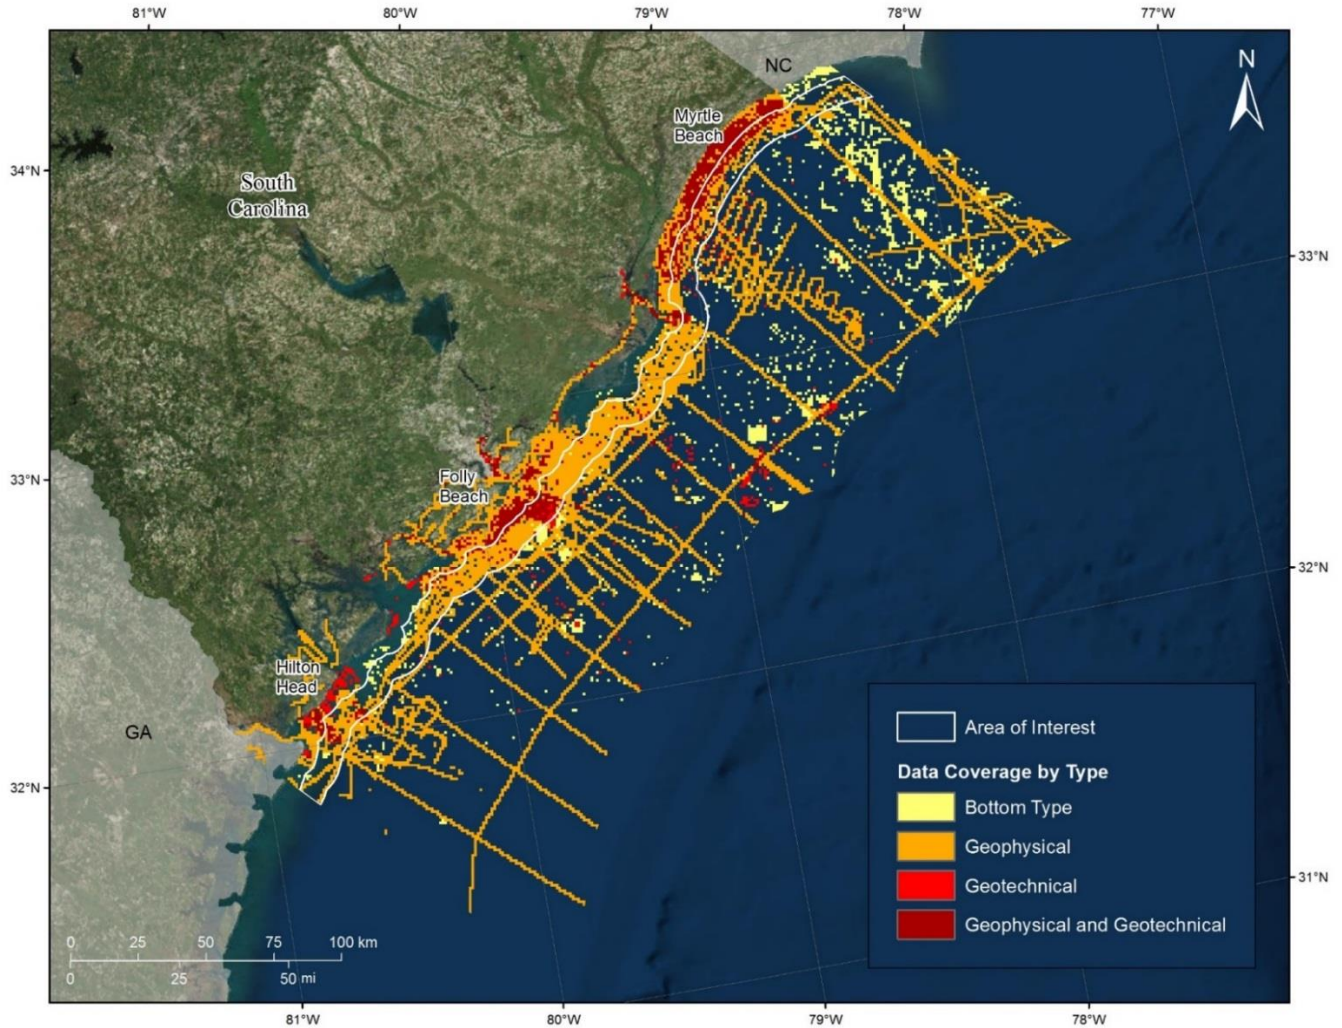 81°W
80°W
79°W
78°W
77°W
NC
N
Myrtle
Beach
34°N
South
Carolina
33°N
Folly
Beach
33°N
32°N
Hilton
Head
GA
32°N
31°N
Area of Interest
Data Coverage by Type
Bottom Type
Geophysical
Geotechnical
Geophysical and Geotechnical
0 25 50 75 100 km
0 25 50 mi
81°W
80°W
79°W
78°W